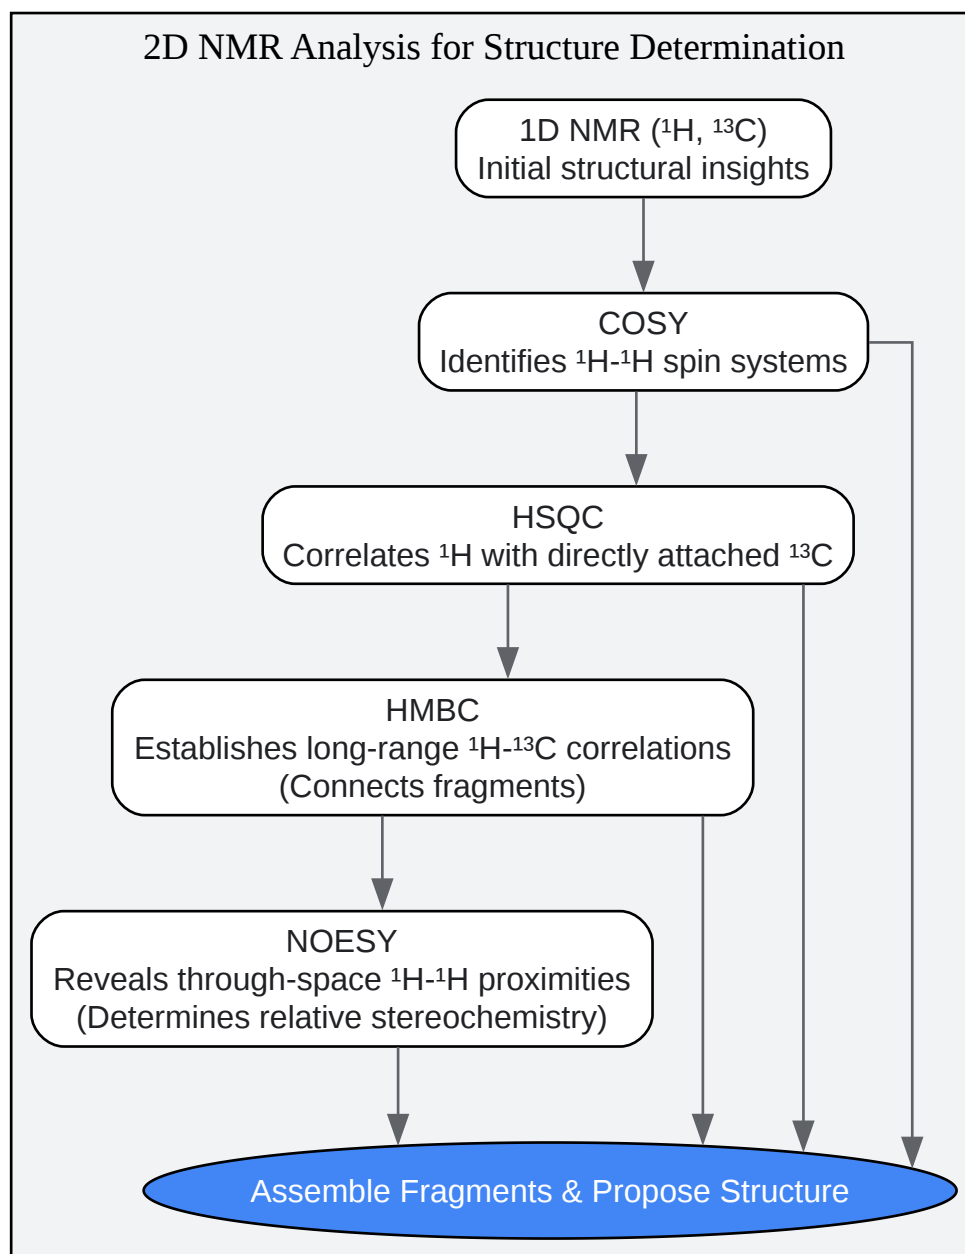 2D NMR Analysis for Structure Determination
1D NMR (¹H, ¹³C)
Initial structural insights
COSY
Identifies ¹H-¹H spin systems
HSQC
Correlates ¹H with directly attached ¹³C
HMBC
Establishes long-range ¹H-¹³C correlations
(Connects fragments)
NOESY
Reveals through-space ¹H-¹H proximities
(Determines relative stereochemistry)
Assemble Fragments & Propose Structure